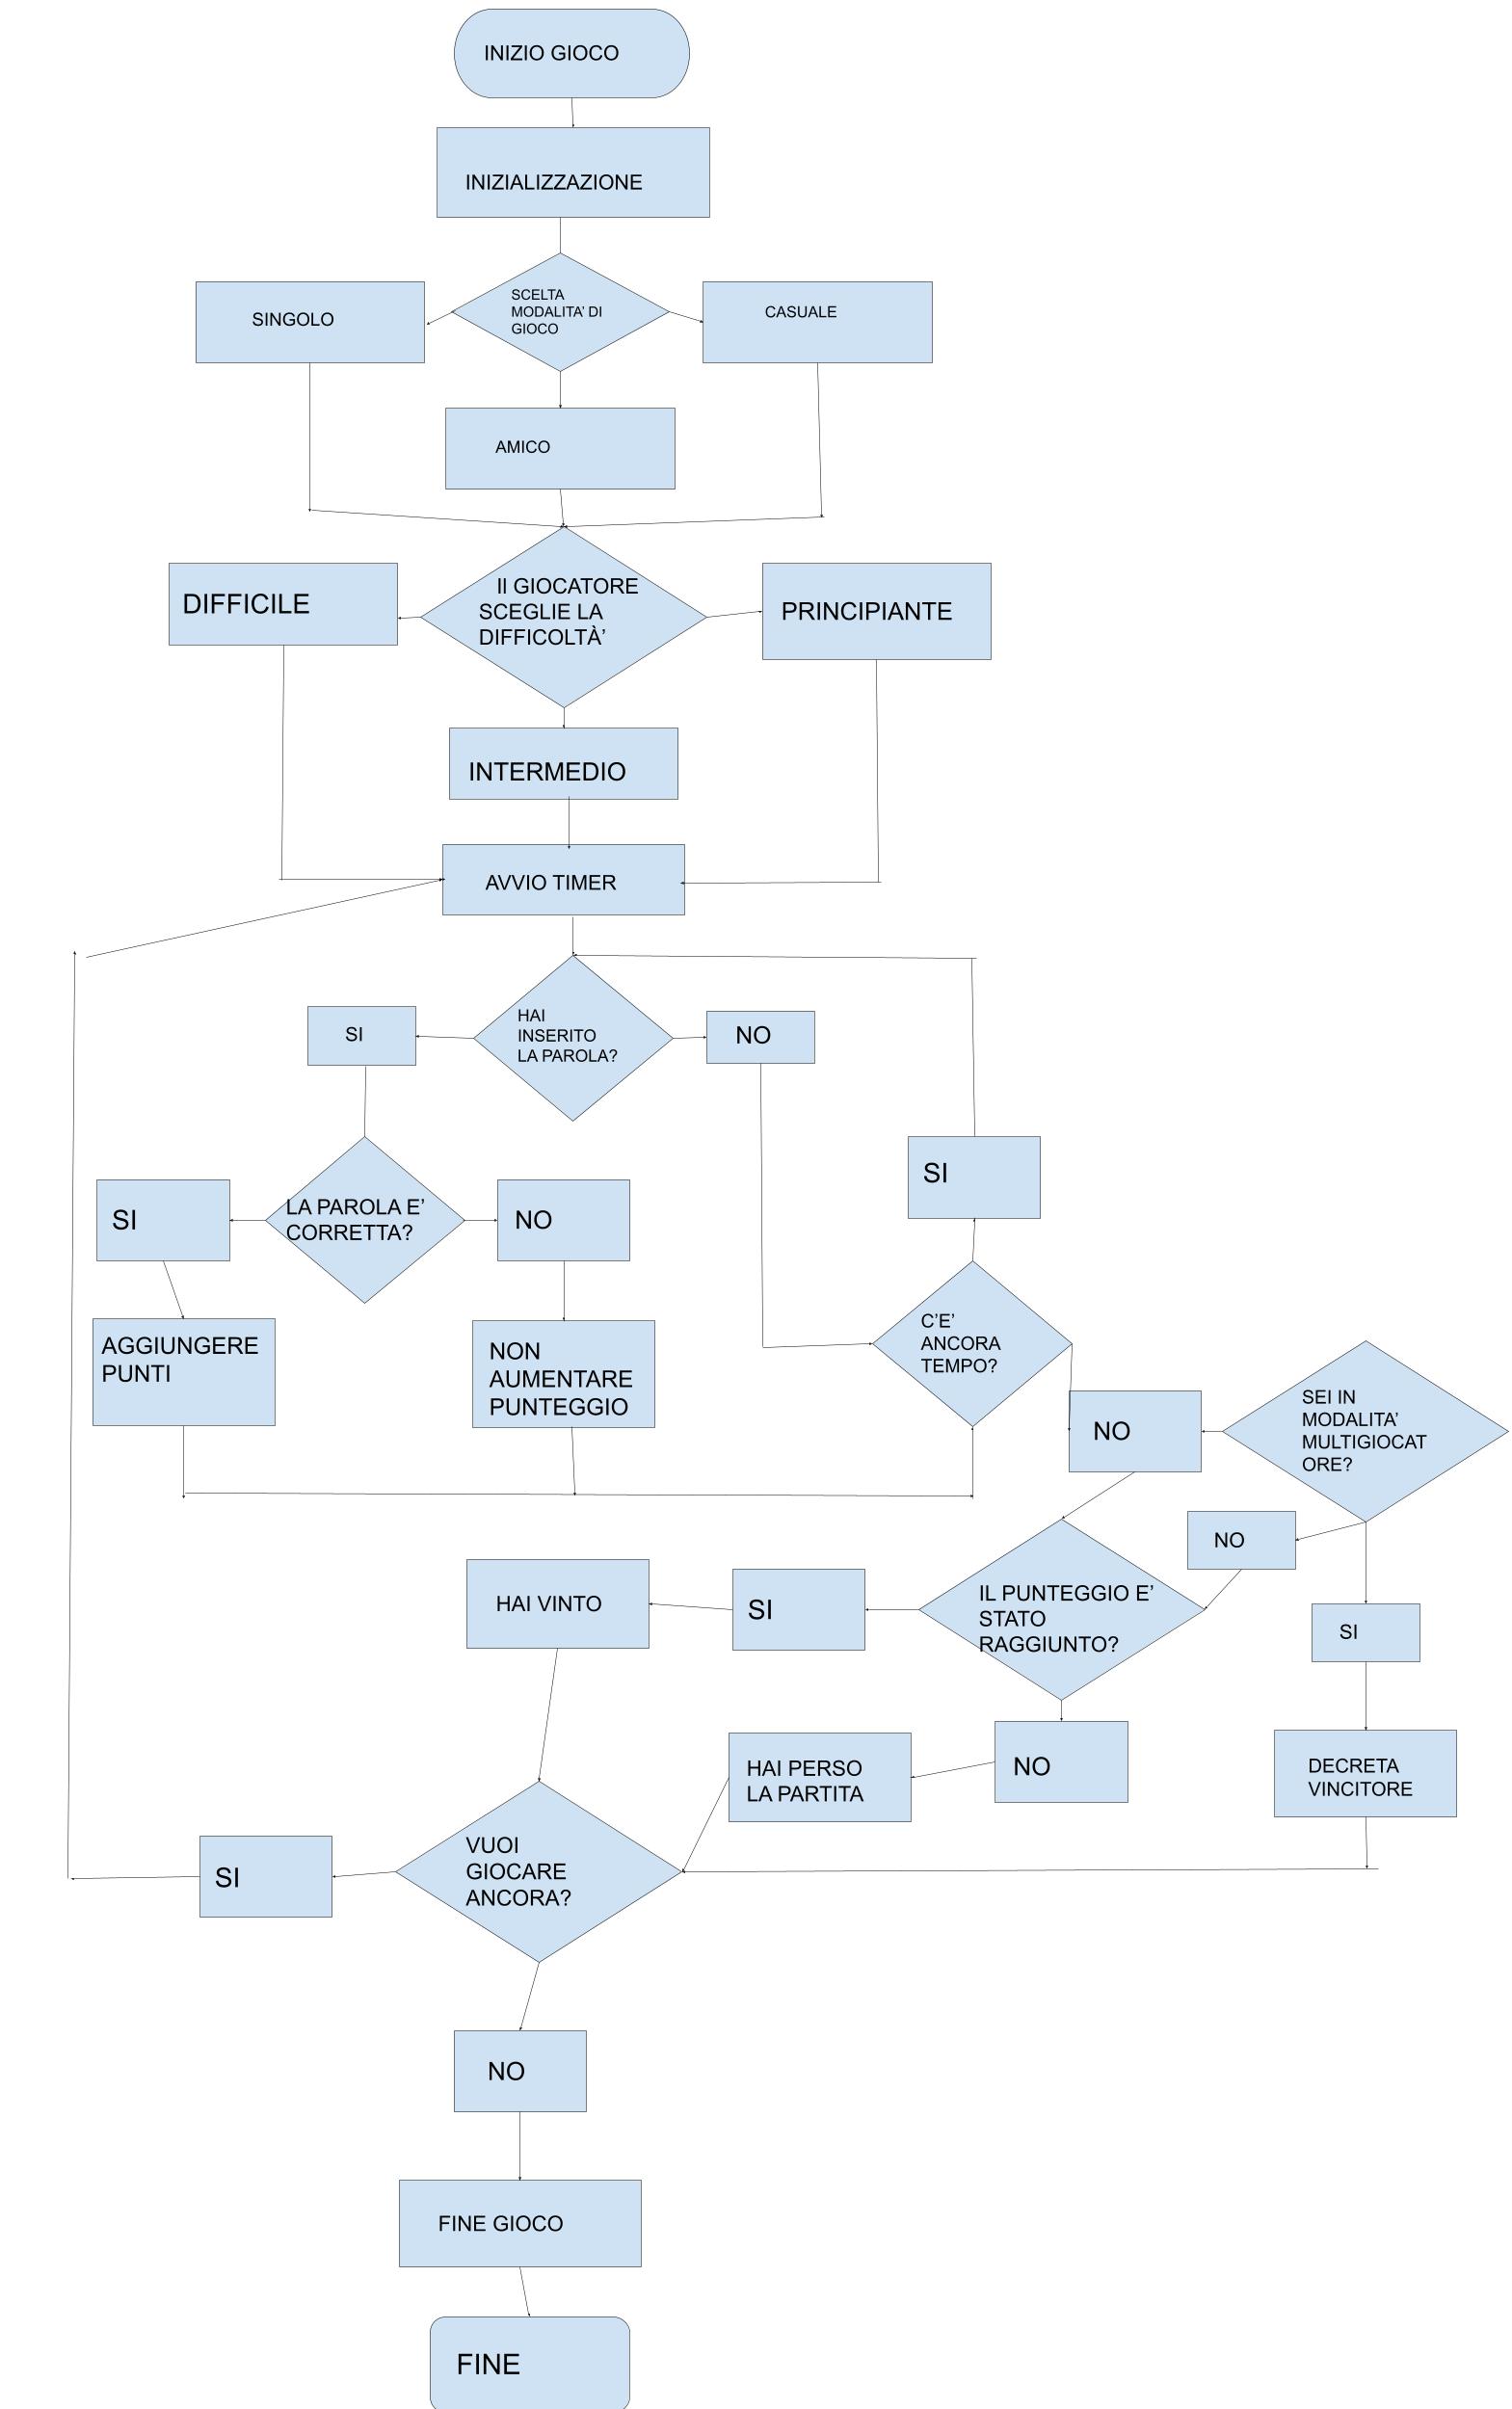 INIZIO GIOCO
INIZIALIZZAZIONE
SINGOLO
SCELTA
MODALITA' DI
GIOCO
CASUALE
AMICO
DIFFICILE
Il GIOCATORE
SCEGLIE LA
DIFFICOLTÀ'
PRINCIPIANTE
INTERMEDIO
AVVIO TIMER
SI
HAI
INSERITO
LA PAROLA?
NO
SI
SI
LA PAROLA E'
CORRETTA?
NO
AGGIUNGERE
PUNTI
NON
AUMENTARE
PUNTEGGIO
C'E'
ANCORA
TEMPO?
NO
SEI IN
MODALITA'
MULTIGIOCAT
ORE?
NO
HAI VINTO
SI
IL PUNTEGGIO E'
STATO
RAGGIUNTO?
SI
HAI PERSO
LA PARTITA
NO
DECRETA
VINCITORE
SI
VUOI
GIOCARE
ANCORA?
NO
FINE GIOCO
FINE